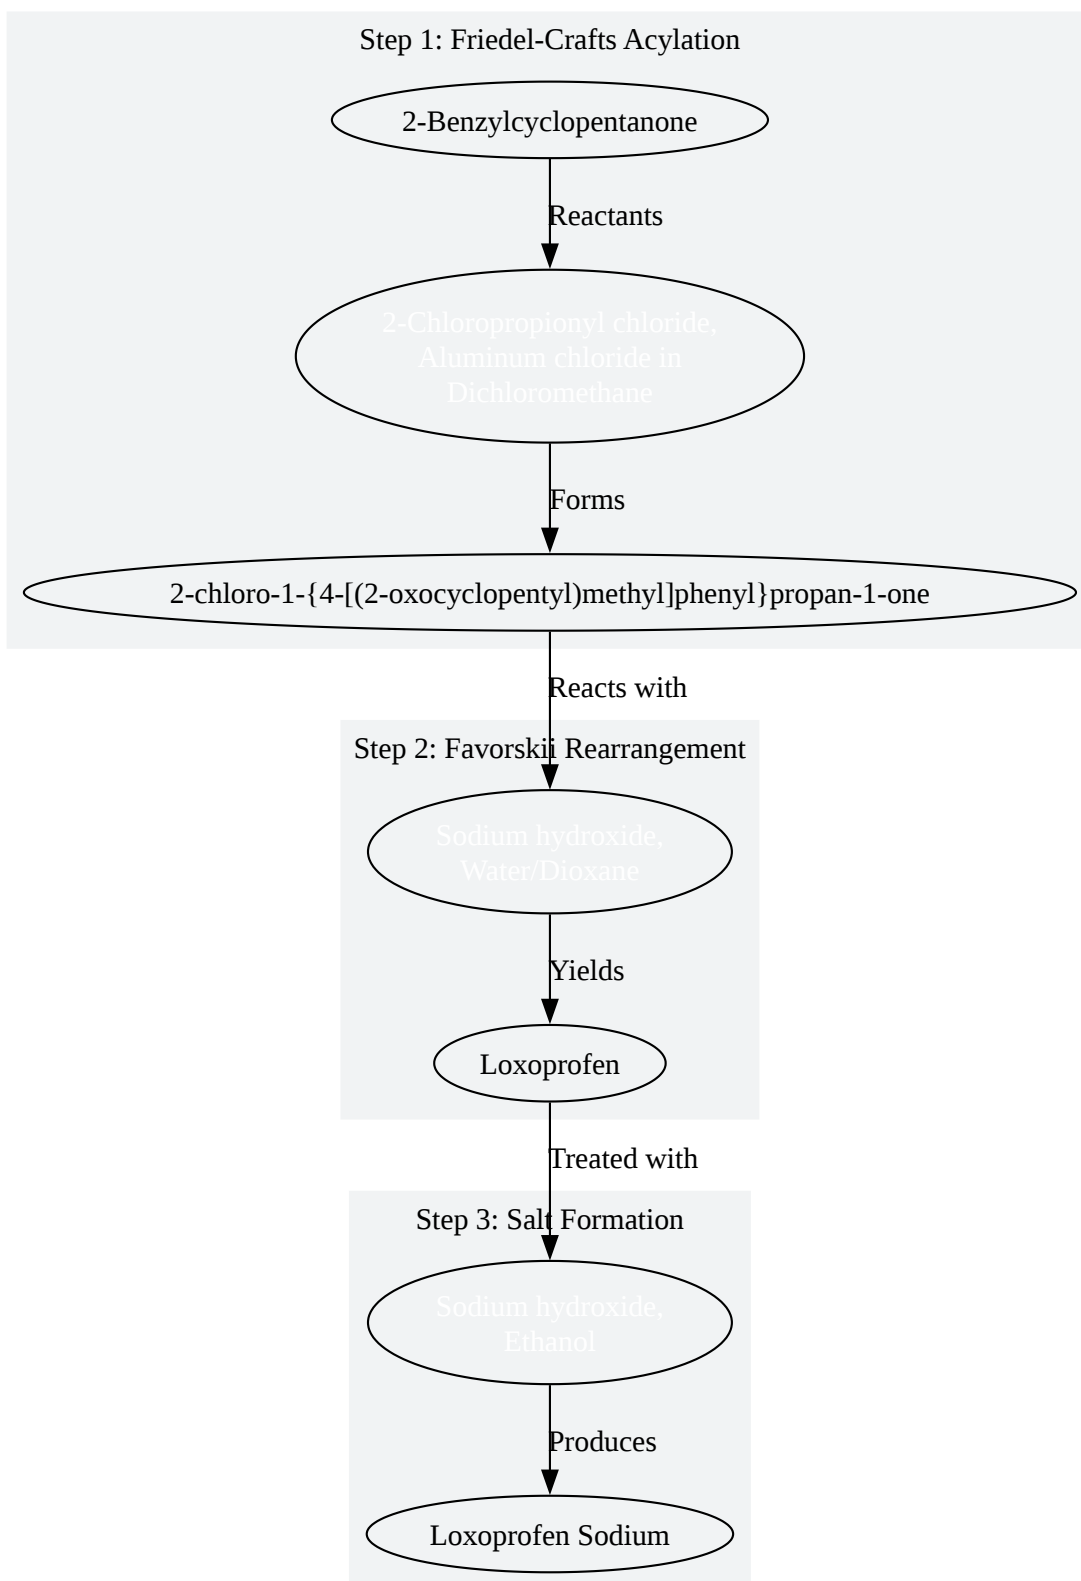 Step 1: Friedel-Crafts Acylation
2-Benzylcyclopentanone
Reactants
2-Chloropropionyl chloride,
Aluminum chloride in
Dichloromethane
Forms
2-chloro-1-{4-[(2-oxocyclopentyl)methyl]phenyl}propan-1-one
Reacts with
Step 2: Favorskii Rearrangement
Sodium hydroxide,
Water/Dioxane
Yields
Loxoprofen
Treated with
Step 3: Salt Formation
Sodium hydroxide,
Ethanol
Produces
Loxoprofen Sodium